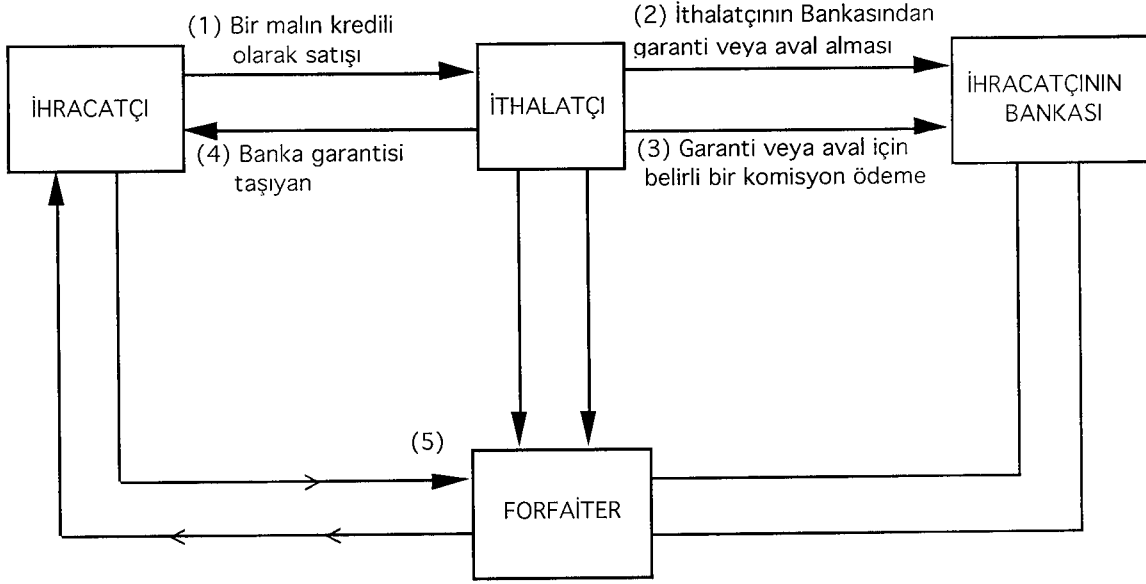 (1) Bir malın kredili
olarak satışı
(2) İthalatçının Bankasından
garanti veya aval alması
İHRACATÇI
İTHALATÇI
İHRACATÇININ
BANKASI
(4) Banka garantisi
taşıyan
(3) Garanti veya aval için
belirli bir komisyon ödeme
(5)
FORFAİTER